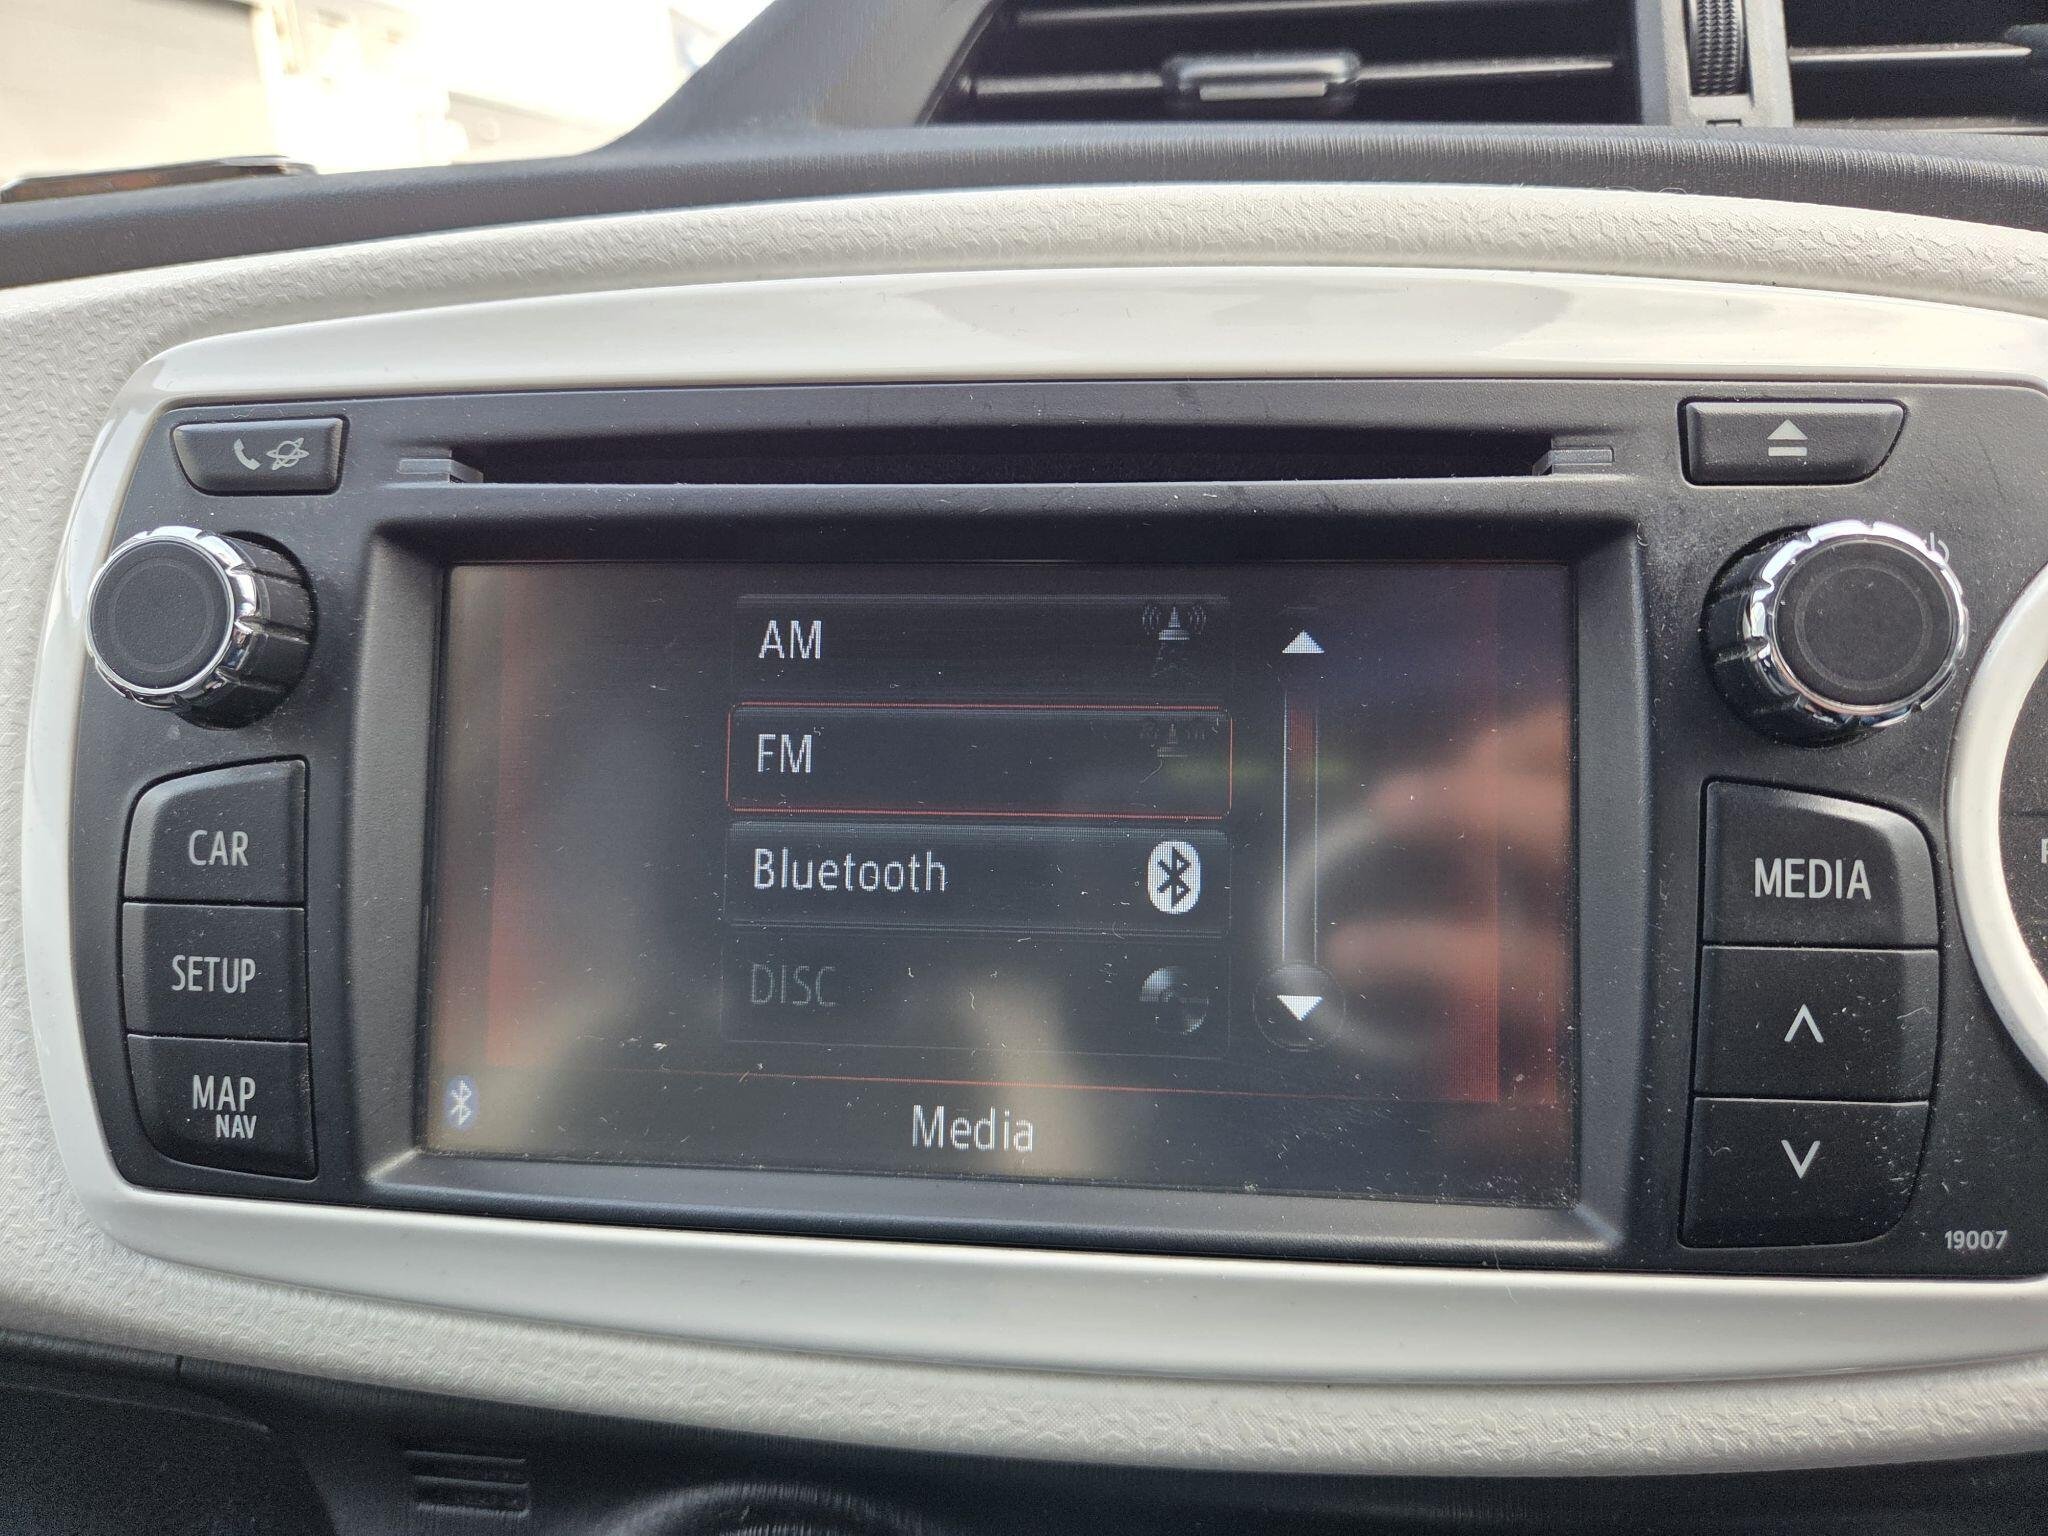 AM
FM
Bluetooth
DISC
Media
CAR
SETUP
MAP
NAV
MEDIA
19007